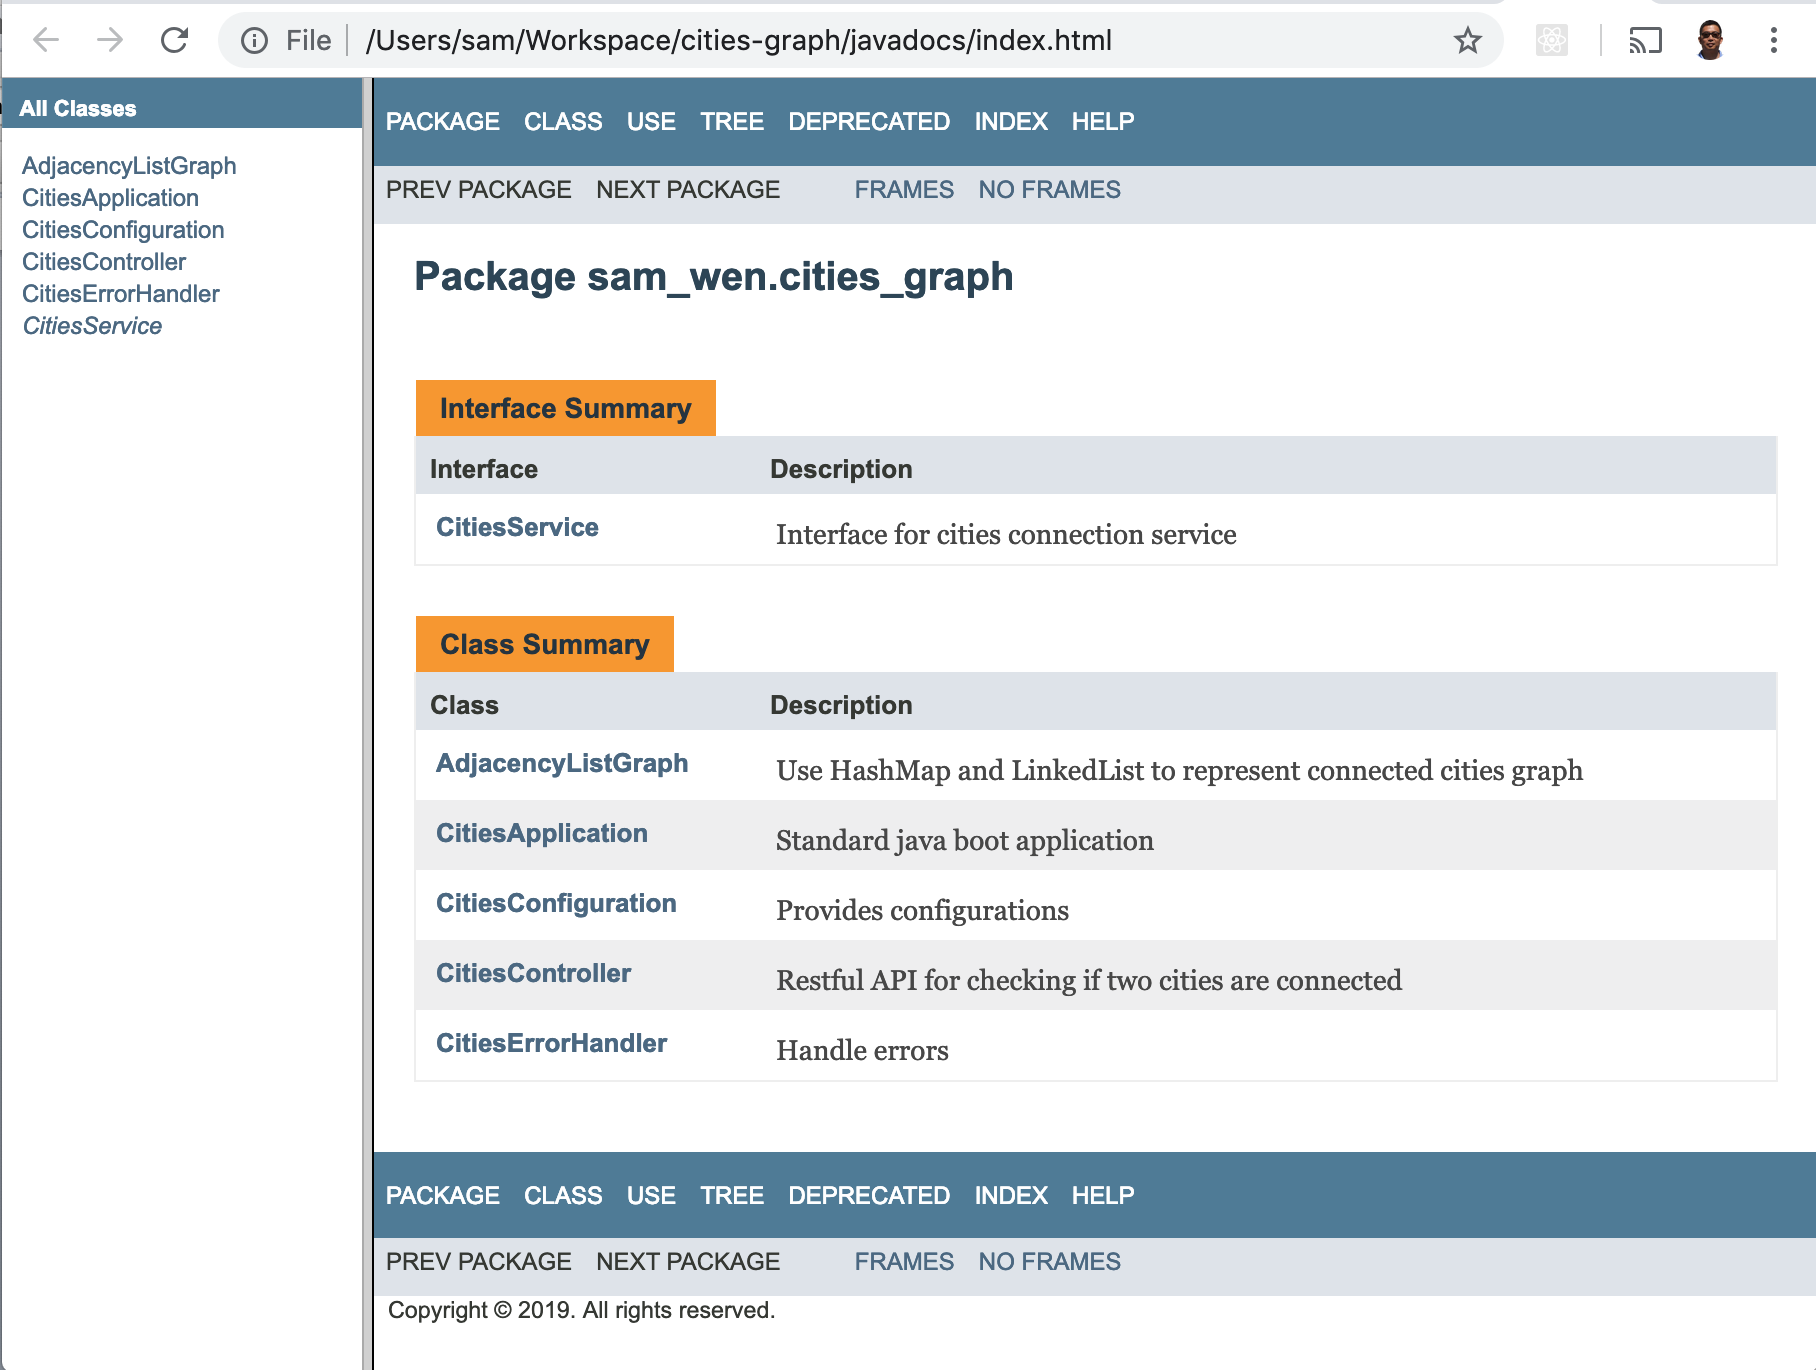 File /Users/sam/Workspace/cities-graph/javadocs/index.html
All Classes
AdjacencyListGraph
CitiesApplication
CitiesConfiguration
CitiesController
CitiesErrorHandler
CitiesService
PACKAGE CLASS USE TREE DEPRECATED INDEX HELP
PREV PACKAGE NEXT PACKAGE FRAMES NO FRAMES
Package sam_wen.cities_graph
Interface Summary
Interface Description
CitiesService Interface for cities connection service
Class Summary
Class Description
AdjacencyListGraph Use HashMap and LinkedList to represent connected cities graph
CitiesApplication Standard java boot application
CitiesConfiguration Provides configurations
CitiesController Restful API for checking if two cities are connected
CitiesErrorHandler Handle errors
PACKAGE CLASS USE TREE DEPRECATED INDEX HELP
PREV PACKAGE NEXT PACKAGE FRAMES NO FRAMES
Copyright © 2019. All rights reserved.